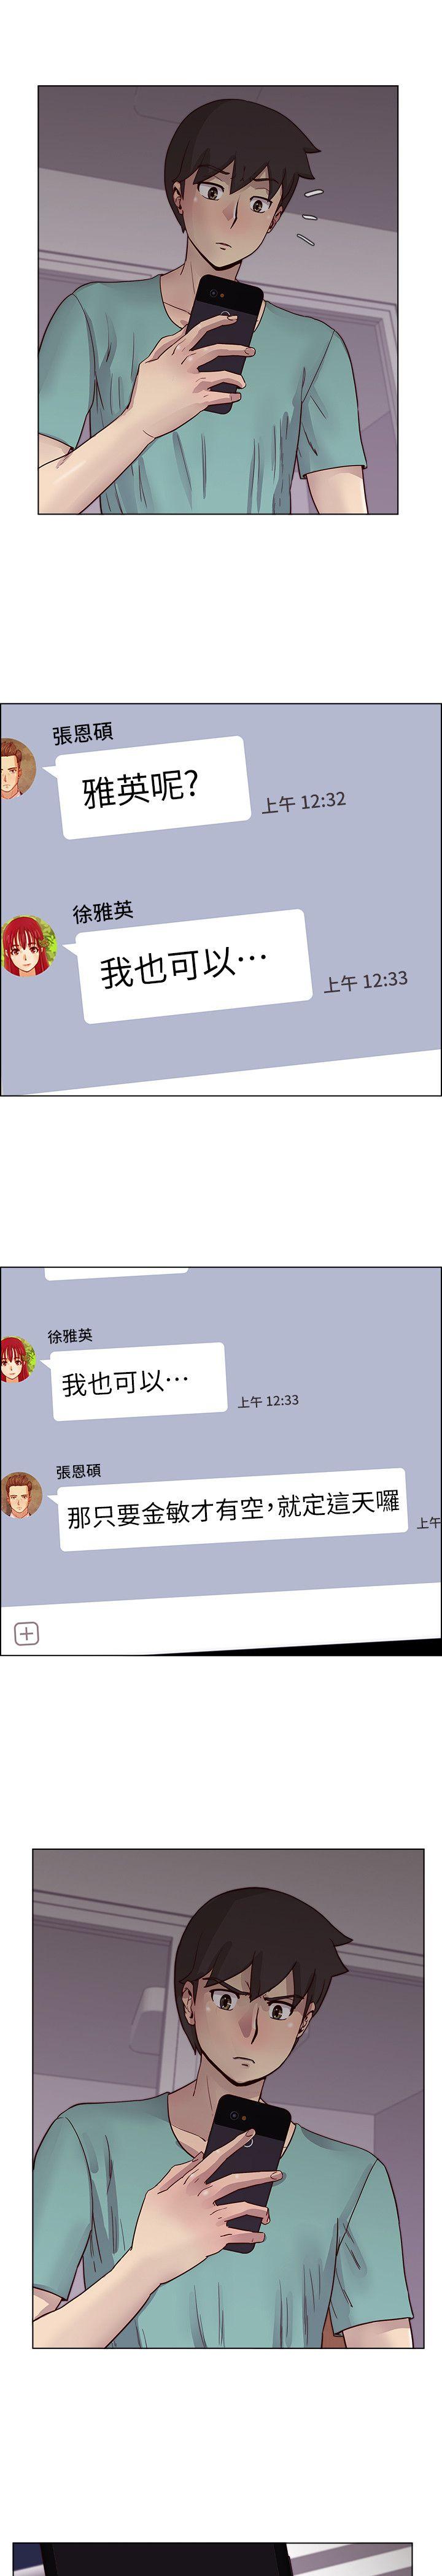 張恩碩
雅英呢?
上午 12:32
徐雅英
我也可以…
上午 12:33
徐雅英
我也可以…
上午 12:33
張恩碩
那只要金敏才有空,就定這天囉
上午